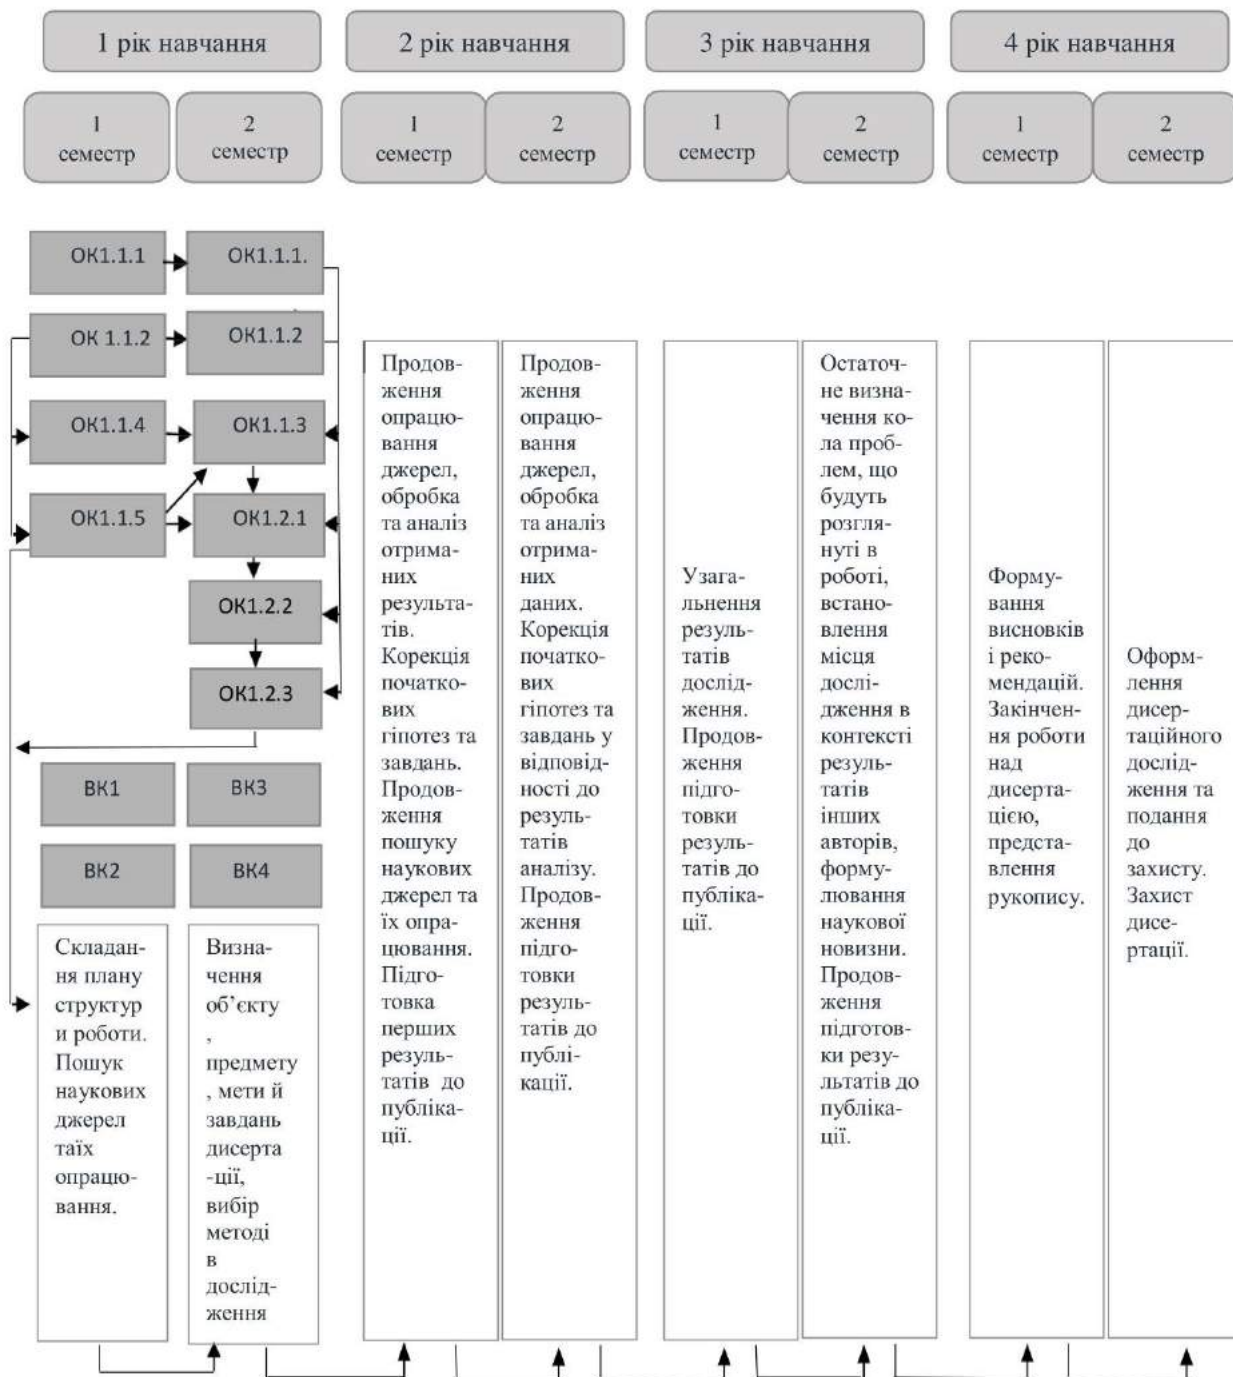 1 рік навчання
2 рік навчання
3 рік навчання
4 рік навчання
1
семестр
2
семестр
1
семестр
2
семестр
1
семестр
2
семестр
1
семестр
2
семестр
ОК1.1.1
ОК1.1.1.
ОК 1.1.2
ОК1.1.2
ОК1.1.4
ОК1.1.3
ОК1.1.5
ОК1.2.1
ОК1.2.2
ОК1.2.3
ВК1
ВК3
ВК2
ВК4
Складан-
ня плану
структур
и роботи.
Пошук
наукових
джерел
таїх
опрацю-
вання.
Визна-
чення
об’єкту
,
предмету
, мети й
завдань
дисерта
-ції,
вибір
методі
в
дослід-
ження
Продов-
ження
опрацю-
вання
джерел,
обробка
та аналіз
отрима-
них
результа-
тів.
Корекція
початко-
вих
гіпотез та
завдань.
Продов-
ження
пошуку
наукових
джерел та
їх опра-
цювання.
Підго-
товка
перших
резуль-
татів до
публіка-
ції.
Продов-
ження
опрацю-
вання
джерел,
обробка
та аналіз
отрима-
них
даних.
Корекція
початко-
вих
гіпотез та
завдань у
відповід-
ності до
резуль-
татів
аналізу.
Продов-
ження
підго-
товки
резуль-
татів до
публі-
кації.
Узага-
льнення
резуль-
татів
дослід-
ження.
Продов-
ження
підго-
товки
резуль-
татів до
публіка-
ції.
Остаточ-
не визна-
чення ко-
ла проб-
лем, що
будуть
розгля-
нуті в
роботі,
встано-
влення
місця
дослі-
дження в
контексті
резуль-
татів
інших
авторів,
форму-
лювання
наукової
новизни.
Продов-
ження
підготов-
ки резу-
льтатів до
публіка-
ції.
Форму-
вання
висновків
і реко-
мендацій.
Закінчен-
ня роботи
над
дисерта-
цією,
предста-
влення
рукопису.
Оформ-
лення
дисер-
таційного
дослід-
ження та
подання
до
захисту.
Захист
дисе-
ртації.